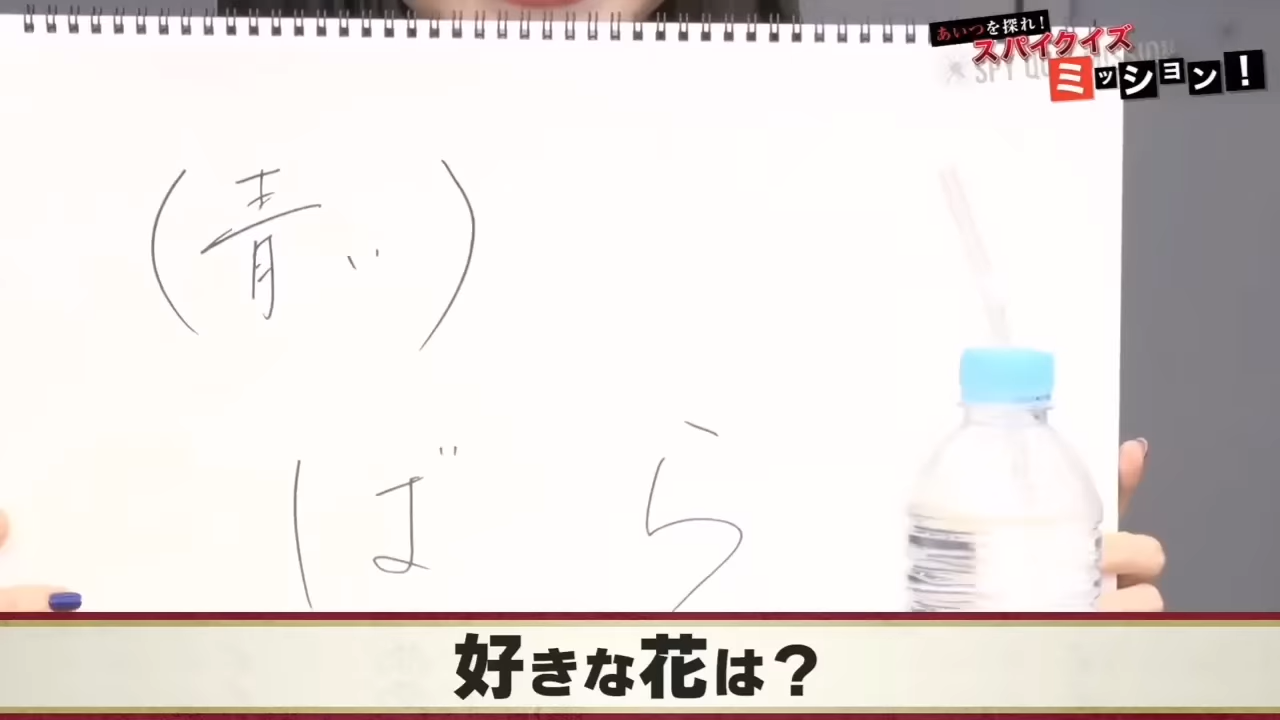 あいつを探れ!
スパイクイズ
ミッション!
(青い)
ばら
好きな花は?